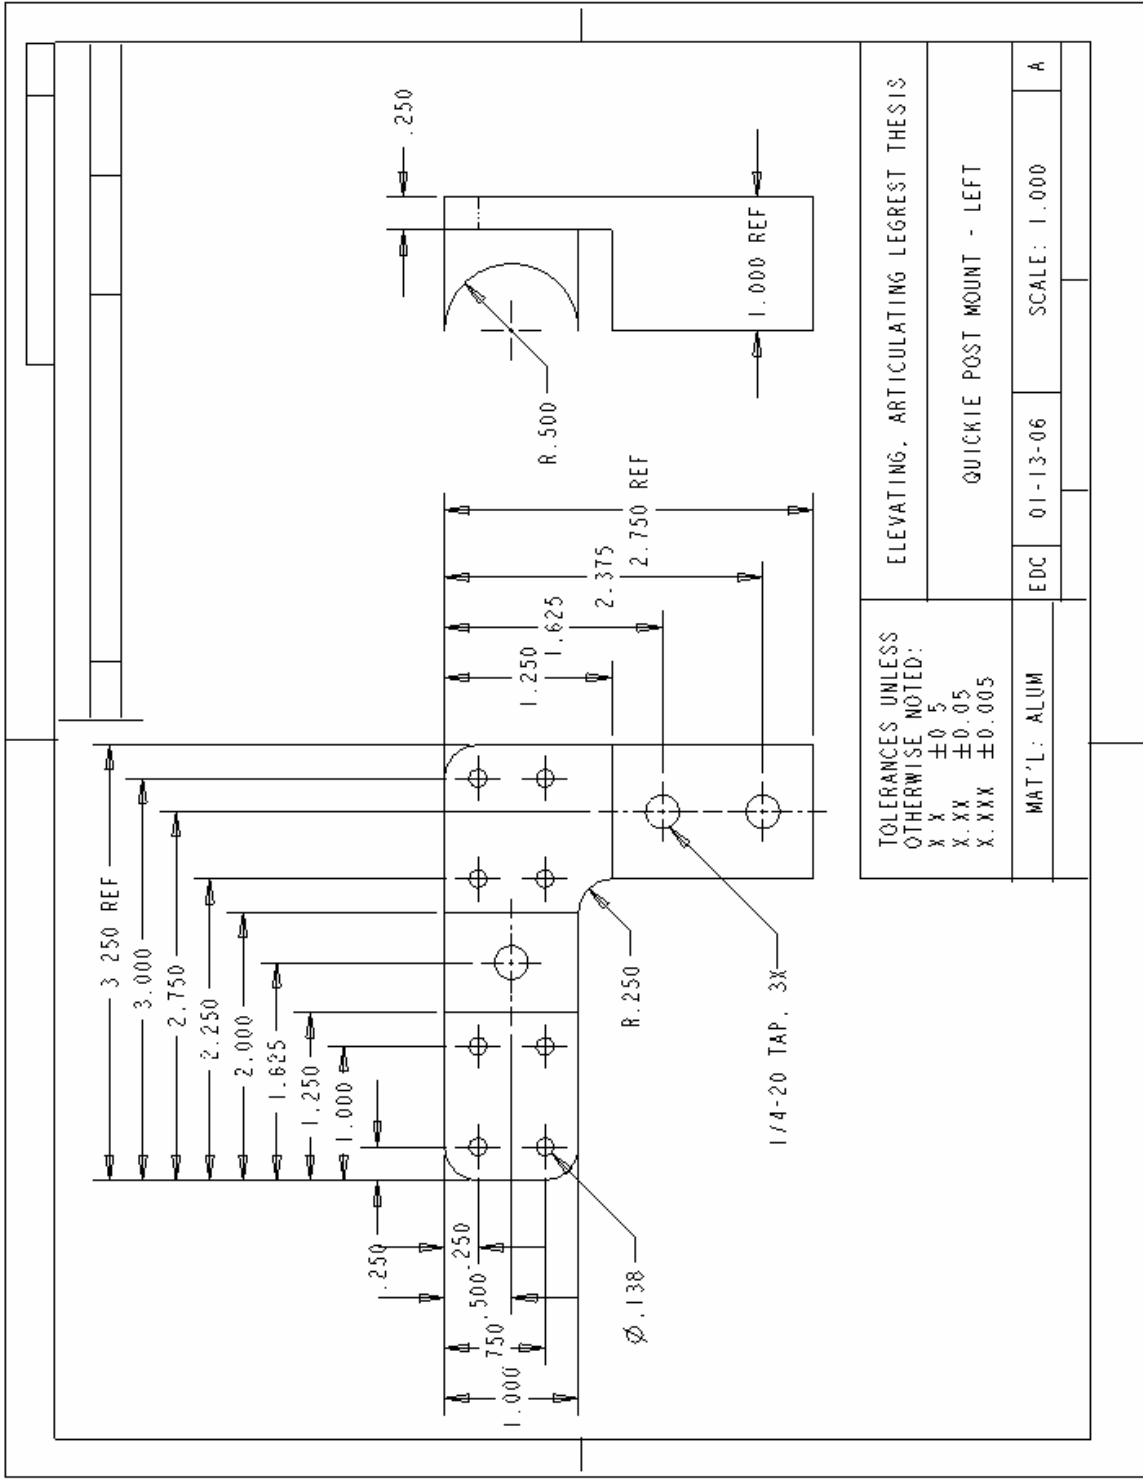 3 250 REF
3.000
2.750
2.250
2.000
1.625
1.250
1.000
.250
.250
.500
.750
1.000
Ø.138
1.250
1.625
2.375
2.750 REF
R.250
1/4-20 TAP, 3X
.250
R.500
1.000 REF
TOLERANCES UNLESS
OTHERWISE NOTED:
X X ±0 5
X.XX ±0.05
X.XXX ±0.005
MAT'L: ALUM
ELEVATING, ARTICULATING LEGREST THESIS
QUICKIE POST MOUNT - LEFT
EDC 01-13-06 SCALE: 1.000 A